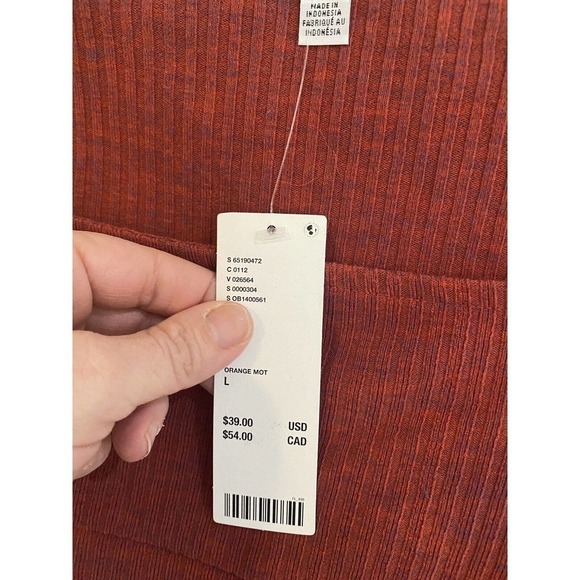 MADE IN
INDONESIA
FABRIQUÉ AU
INDONÉSIA
S 65190472
C 0112
V 026564
S 0000304
S OB1400561
ORANGE MOT
L
$39.00 USD
$54.00 CAD